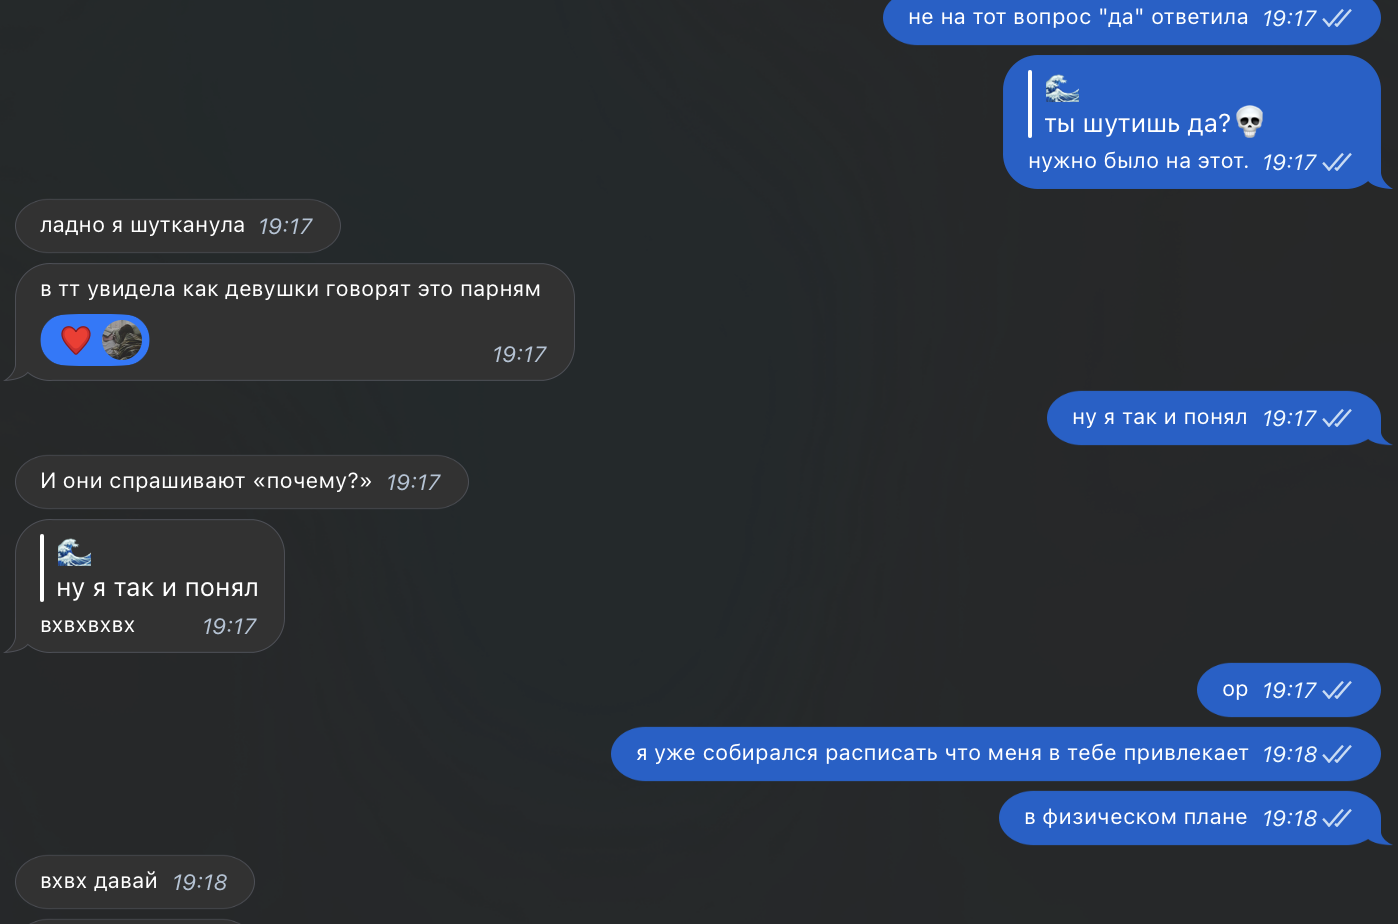 не на тот вопрос "да" ответила 19:17
🌊
ты шутишь да?💀
нужно было на этот. 19:17
ладно я шутканула 19:17
в тт увидела как девушки говорят это парням
❤️
19:17
ну я так и понял 19:17
И они спрашивают «почему?» 19:17
🌊
ну я так и понял
вхвхвхвх 19:17
ор 19:17
я уже собирался расписать что меня в тебе привлекает 19:18
в физическом плане 19:18
вхвх давай 19:18